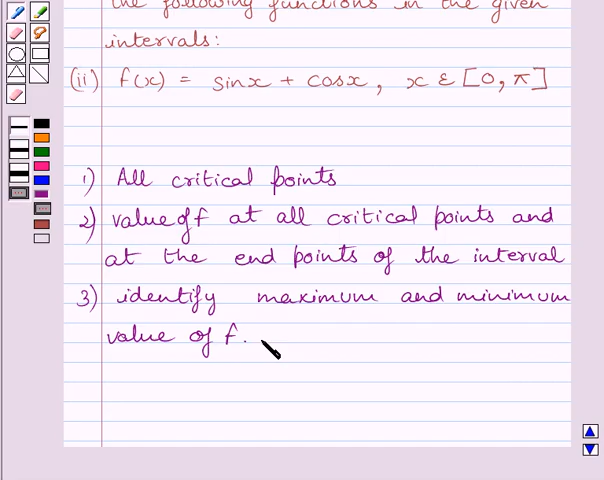 the following functions in the given
intervals:
(ii) f(x) = sinx + cosx, x ε [0, π]
1) All critical points
2) value of f at all critical points and
at the end points of the interval
3) identify maximum and minimum
value of f.